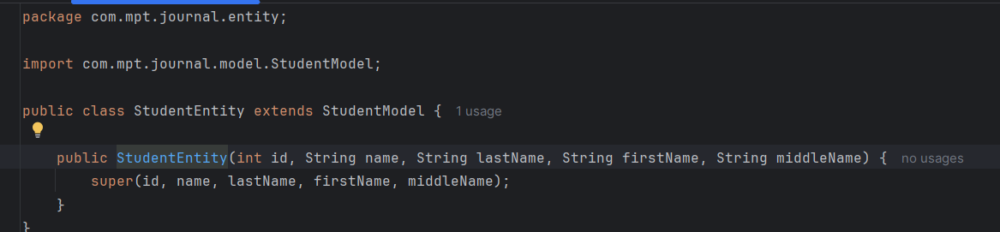 package com.mpt.journal.entity;
import com.mpt.journal.model.StudentModel;
public class StudentEntity extends StudentModel { 1 usage
public StudentEntity(int id, String name, String lastName, String firstName, String middleName) { no usages
super(id, name, lastName, firstName, middleName);
}
}